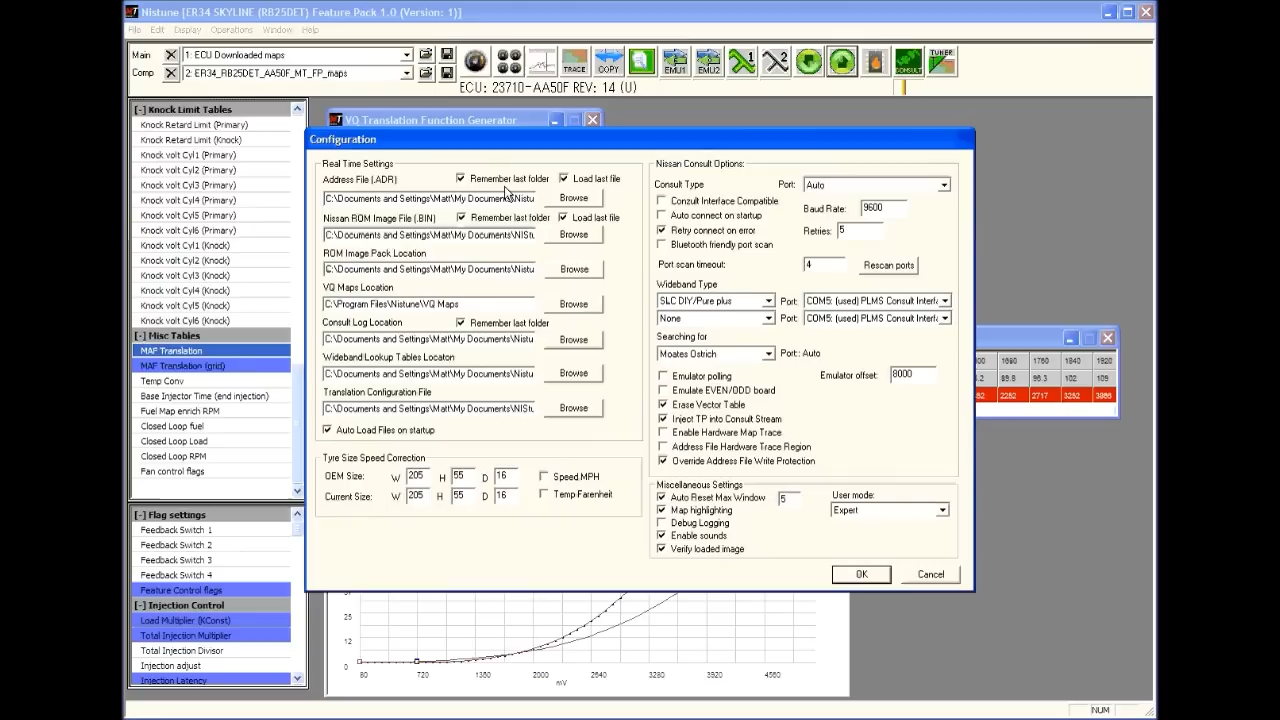 Nistune [ER34 SKYLINE (RB25DET) Feature Pack 1.0 (Version: 1)]
File Edit Display Operations Window Help
Main 1: ECU Downloaded maps
Comp 2: ER34_RB25DET_AA50F_MT_FP_maps
TRACE COPY EMU1 EMU2 CONSULT TUNER
ECU: 23710-AA50F REV: 14 (U)
[-] Knock Limit Tables
Knock Retard Limit (Primary)
Knock Retard Limit (Knock)
Knock volt Cyl1 (Primary)
Knock volt Cyl2 (Primary)
Knock volt Cyl3 (Primary)
Knock volt Cyl4 (Primary)
Knock volt Cyl5 (Primary)
Knock volt Cyl6 (Primary)
Knock volt Cyl1 (Knock)
Knock volt Cyl2 (Knock)
Knock volt Cyl3 (Knock)
Knock volt Cyl4 (Knock)
Knock volt Cyl5 (Knock)
Knock volt Cyl6 (Knock)
[-] Misc Tables
MAF Translation
MAF Translation (grid)
Temp Conv
Base Injector Time (end injection)
Fuel Map enrich RPM
Closed Loop fuel
Closed Loop Load
Closed Loop RPM
Fan control flags
[-] Flag settings
Feedback Switch 1
Feedback Switch 2
Feedback Switch 3
Feedback Switch 4
Feature Control flags
[-] Injection Control
Load Multiplier (KConst)
Total Injection Multiplier
Total Injection Divisor
Injection adjust
Injection Latency
VQ Translation Function Generator
Configuration
Real Time Settings
Address File (.ADR) Remember last folder Load last file
C:\Documents and Settings\Matt\My Documents\Nistu Browse
Nissan ROM Image File (.BIN) Remember last folder Load last file
C:\Documents and Settings\Matt\My Documents\NIStu Browse
ROM Image Pack Location
C:\Documents and Settings\Matt\My Documents\Nistu Browse
VQ Maps Location
C:\Program Files\Nistune\VQ Maps Browse
Consult Log Location Remember last folder
C:\Documents and Settings\Matt\My Documents\Nistu Browse
Wideband Lookup Tables Locaton
C:\Documents and Settings\Matt\My Documents\Nistu Browse
Translation Configuration File
C:\Documents and Settings\Matt\My Documents\NIStu Browse
Auto Load Files on startup
Tyre Size Speed Correction
OEM Size: W 205 H 55 D 16 Speed MPH
Current Size: W 205 H 55 D 16 Temp Farenheit
Nissan Consult Options:
Consult Type Port: Auto
Conzult Interface Compatible
Baud Rate: 9600
Auto connect on startup
Retry connect on error
Retries: 5
Bluetooth friendly port scan
Port scan timeout: 4 Rescan ports
Wideband Type
SLC DIY/Pure plus Port: COM5: (used) PLMS Consult Interfa
None Port: COM5: (used) PLMS Consult Interfa
Searching for
Moates Ostrich Port: Auto
Emulator polling Emulator offset: 8000
Emulate EVEN/ODD board
Erase Vector Table
Inject TP into Consult Stream
Enable Hardware Map Trace
Address File Hardware Trace Region
Override Address File Write Protection
Miscellaneous Settings
Auto Reset Max Window 5
User mode:
Map highlighting
Expert
Debug Logging
Enable sounds
Verify loaded image
OK Cancel
1680 1760 1840 1920
89.8 96.3 102 109
2252 2717 3252 3986
24
12
0
80 720 1360 2000 2640 3280 3920 4560
mV
NUM